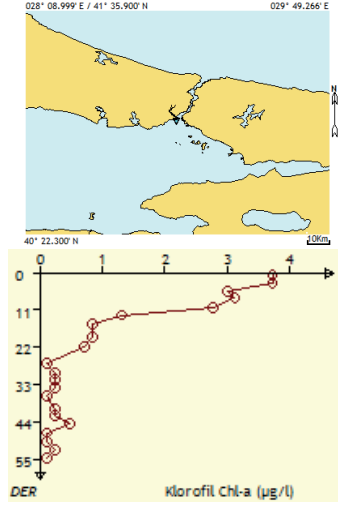 028° 08.999' E / 41° 35.900' N 029° 49.266' E
N
40° 22.300' N 10Km
0 1 2 3 4
0
11
22
33
44
55
DER Klorofil Chl-a (µg/l)